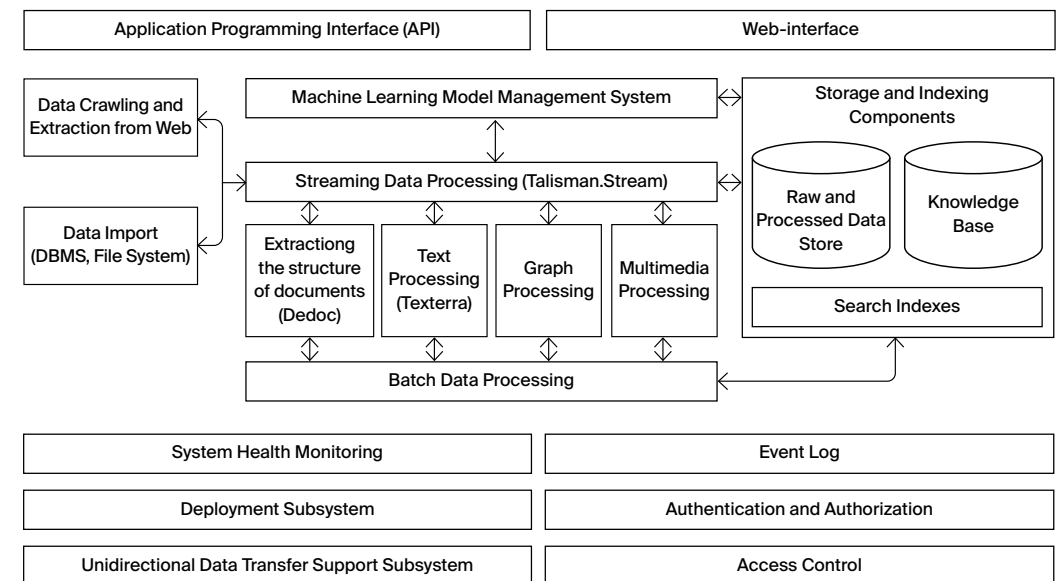 Application Programming Interface (API)
Web-interface
Data Crawling and
Extraction from Web
Data Import
(DBMS, File System)
Machine Learning Model Management System
Streaming Data Processing (Talisman.Stream)
Extractiong
the structure
of documents
(Dedoc)
Text
Processing
(Texterra)
Graph
Processing
Multimedia
Processing
Batch Data Processing
Storage and Indexing
Components
Raw and
Processed Data
Store
Knowledge
Base
Search Indexes
System Health Monitoring
Event Log
Deployment Subsystem
Authentication and Authorization
Unidirectional Data Transfer Support Subsystem
Access Control